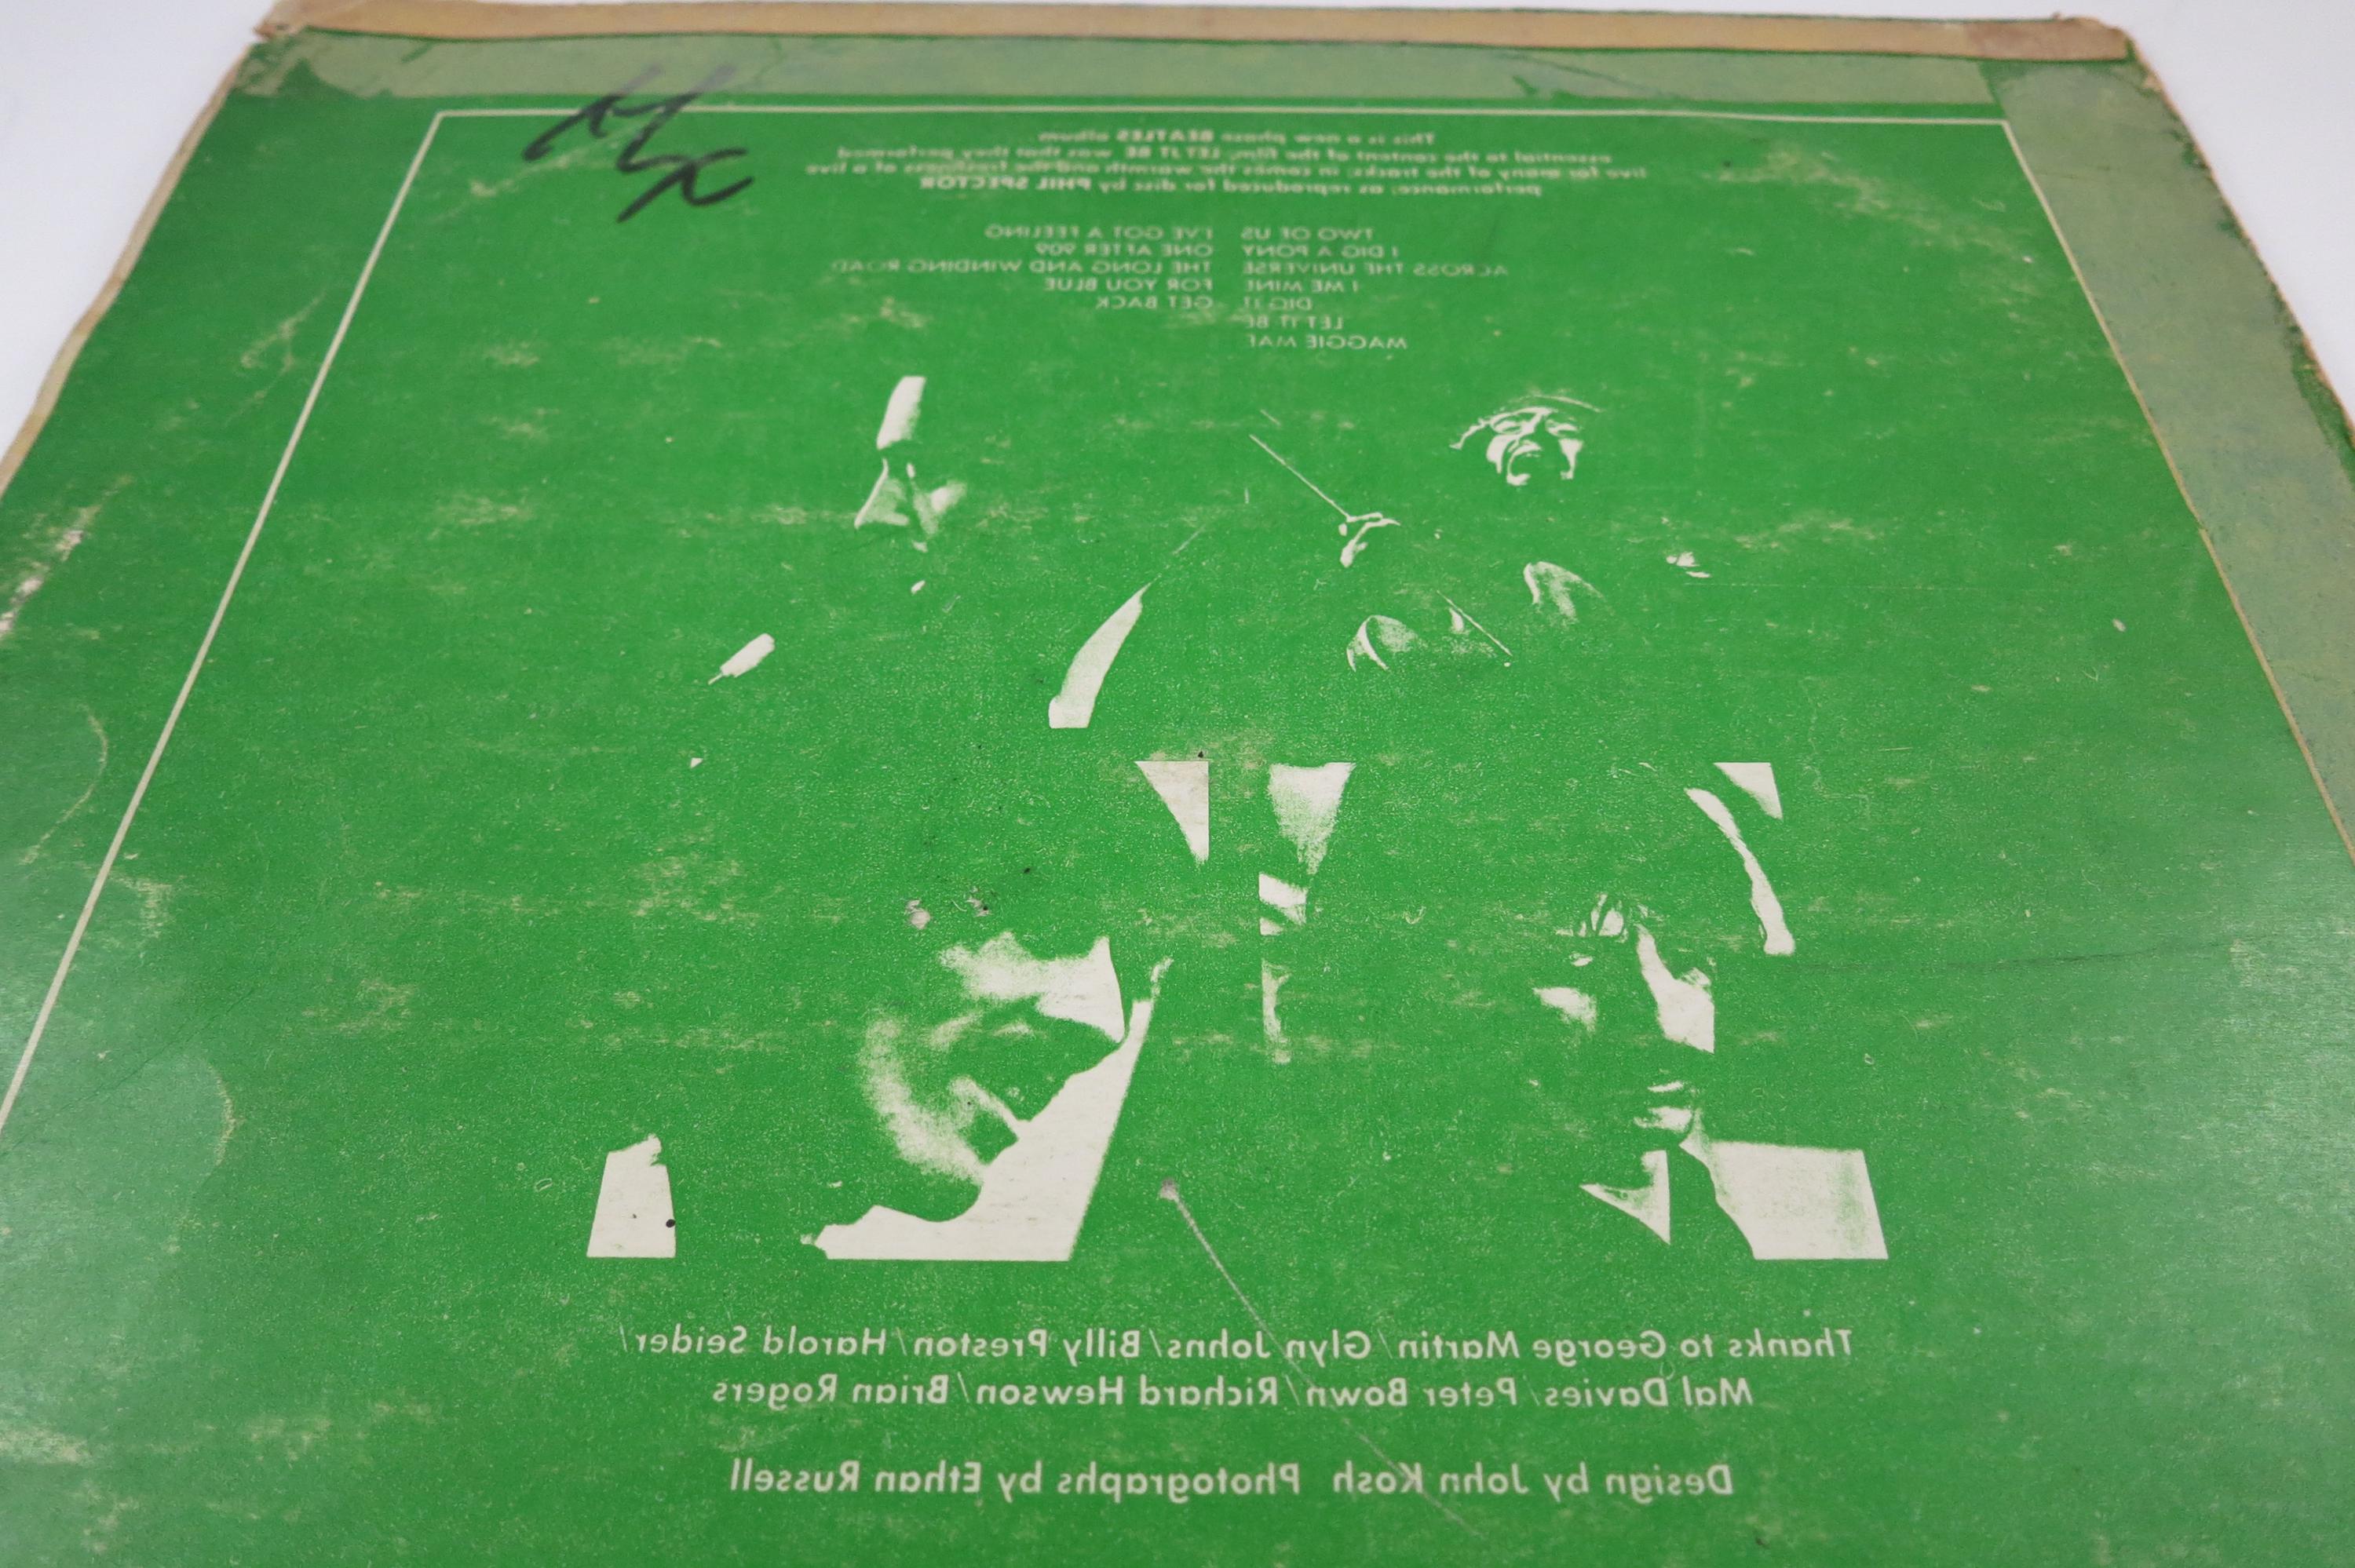 This is a new phase BEATLES album...
essential to the content of the film, LET IT BE was that they performed
live for many of the tracks; in comes the warmth and the freshness of a live
performance; as reproduced for disc by PHIL SPECTOR
TWO OF US
I DIG A PONY
ACROSS THE UNIVERSE
I ME MINE
DIG IT
LET IT BE
MAGGIE MAE
I'VE GOT A FEELING
ONE AFTER 909
THE LONG AND WINDING ROAD
FOR YOU BLUE
GET BACK
Thanks to George Martin/Glyn Johns/Billy Preston/Harold Seider/
Mal Davies/Peter Bown/Richard Hewson/Brian Rogers
Design by John Kosh Photographs by Ethan Russell